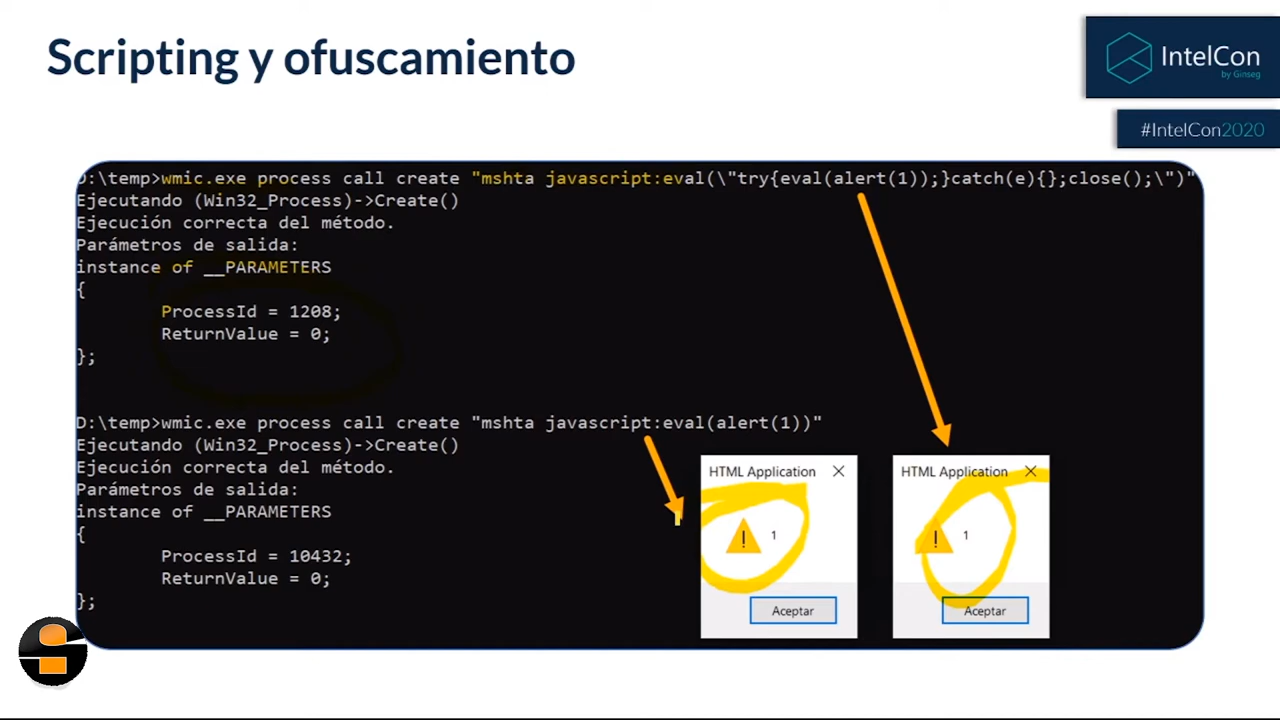 Scripting y ofuscamiento
IntelCon
by Ginseg
#IntelCon2020
D:\temp>wmic.exe process call create "mshta javascript:eval(\"try{eval(alert(1));}catch(e){};close();\")"
Ejecutando (Win32_Process)->Create()
Ejecución correcta del método.
Parámetros de salida:
instance of __PARAMETERS
{
ProcessId = 1208;
ReturnValue = 0;
};
D:\temp>wmic.exe process call create "mshta javascript:eval(alert(1))"
Ejecutando (Win32_Process)->Create()
Ejecución correcta del método.
Parámetros de salida:
instance of __PARAMETERS
{
ProcessId = 10432;
ReturnValue = 0;
};
HTML Application
1
Aceptar
HTML Application
1
Aceptar